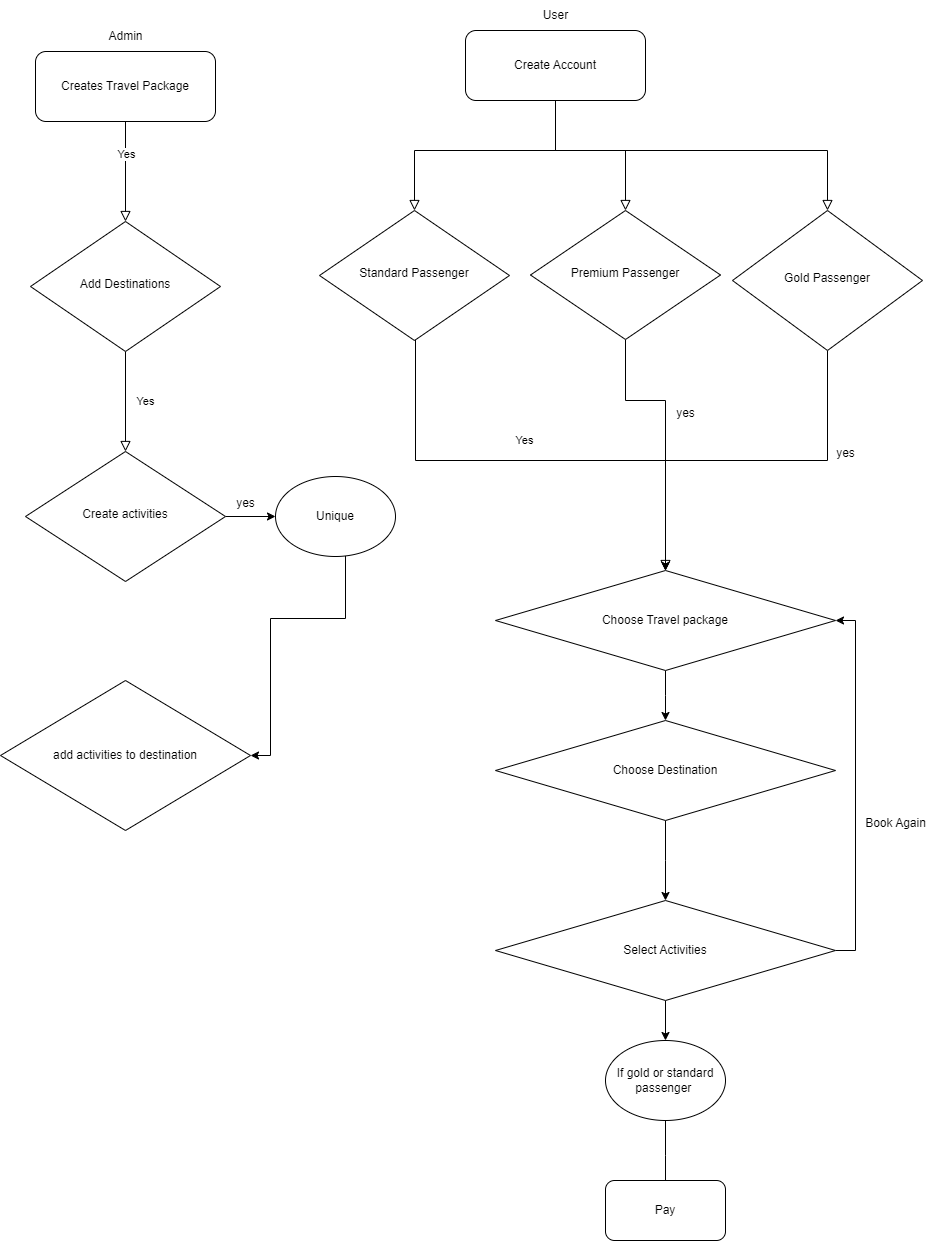 User
Admin
Create Account
Creates Travel Package
Yes
Standard Passenger
Premium Passenger
Gold Passenger
Add Destinations
Yes
yes
Yes
yes
yes
Create activities
Unique
Choose Travel package
add activities to destination
Choose Destination
Book Again
Select Activities
If gold or standard
passenger
Pay